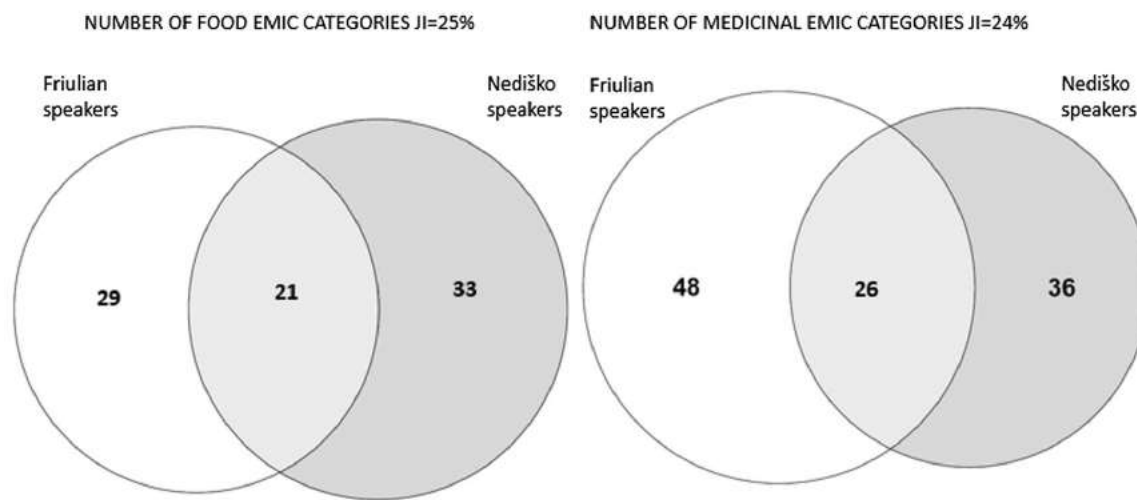 NUMBER OF FOOD EMIC CATEGORIES JI=25%
Friulian
speakers
Nediško
speakers
29
21
33
NUMBER OF MEDICINAL EMIC CATEGORIES JI=24%
Friulian
speakers
Nediško
speakers
48
26
36